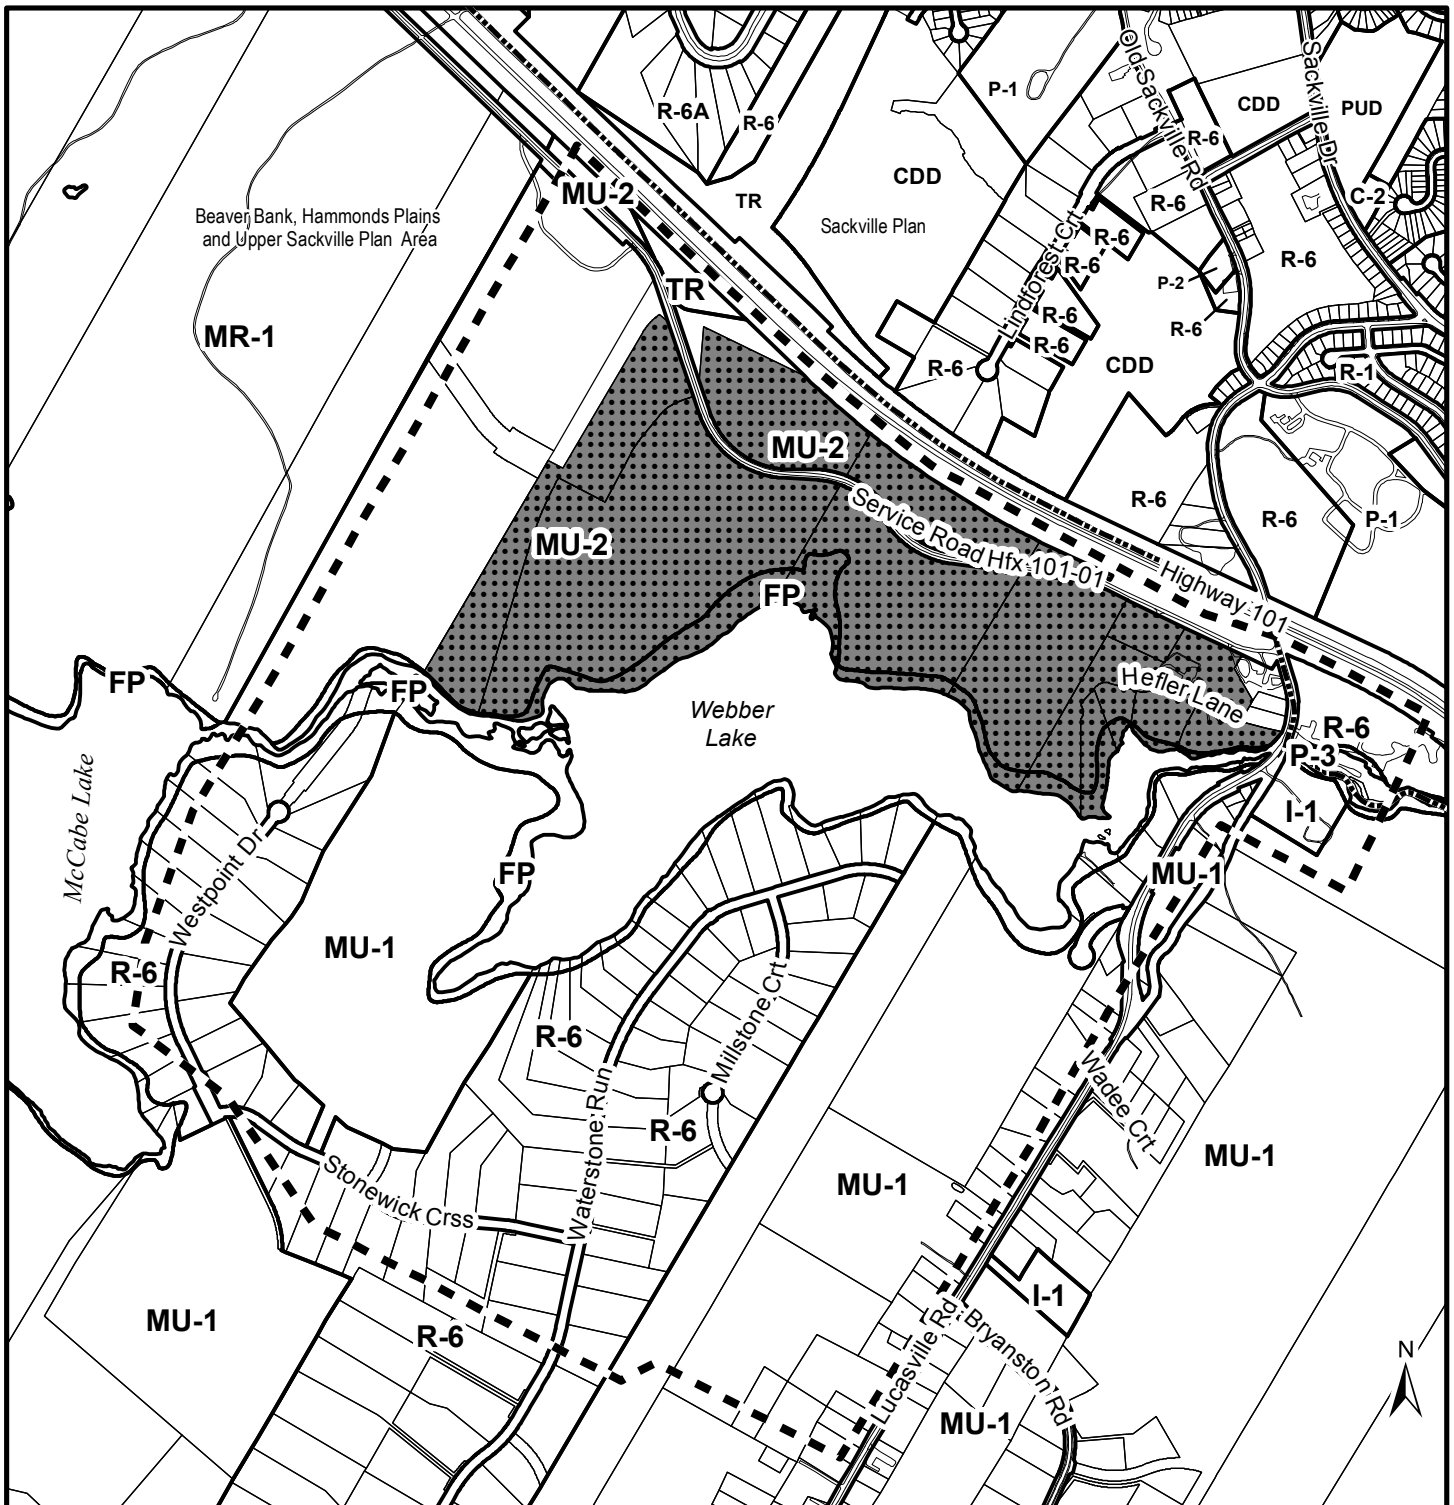 Old Sackville Rd
Sackville Dr
P-1
CDD
PUD
R-6A
R-6
R-6
MU-2
TR
CDD
R-6
C-2
Beaver Bank, Hammonds Plains
and Upper Sackville Plan Area
Sackville Plan
Lindforest Crt
R-6
R-6
R-6
P-2
TR
R-6
R-6
MR-1
R-6
R-6
CDD
R-1
MU-2
R-6
R-6
P-1
MU-2
Service Road Hfx 101-01
Highway 101
FP
FP
FP
Hefler Lane
Webber
Lake
R-6
P-3
I-1
McCabe Lake
Westpoint Dr
FP
MU-1
MU-1
R-6
R-6
Millstone Crt
Wadee Crt
Waterstone Run
R-6
MU-1
MU-1
Stonewick Crss
I-1
MU-1
R-6
Lucasville Rd
Bryanston Rd
MU-1
N